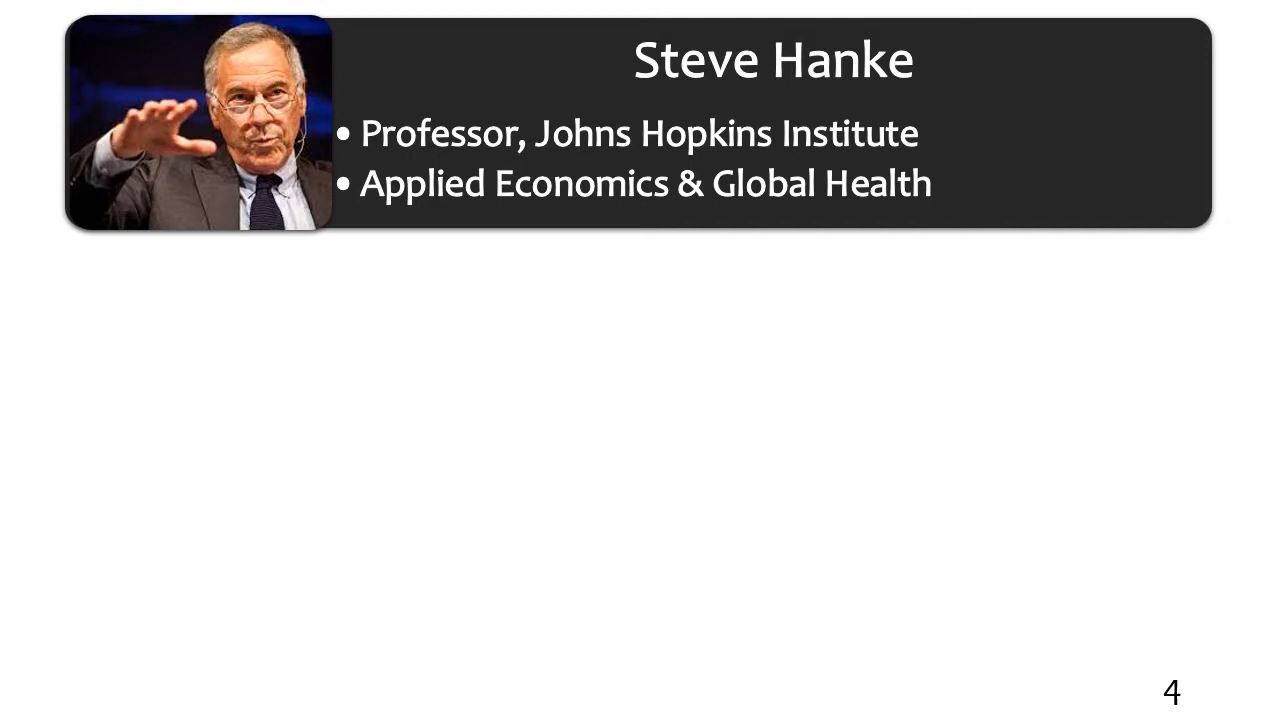 Steve Hanke
• Professor, Johns Hopkins Institute
• Applied Economics & Global Health
4